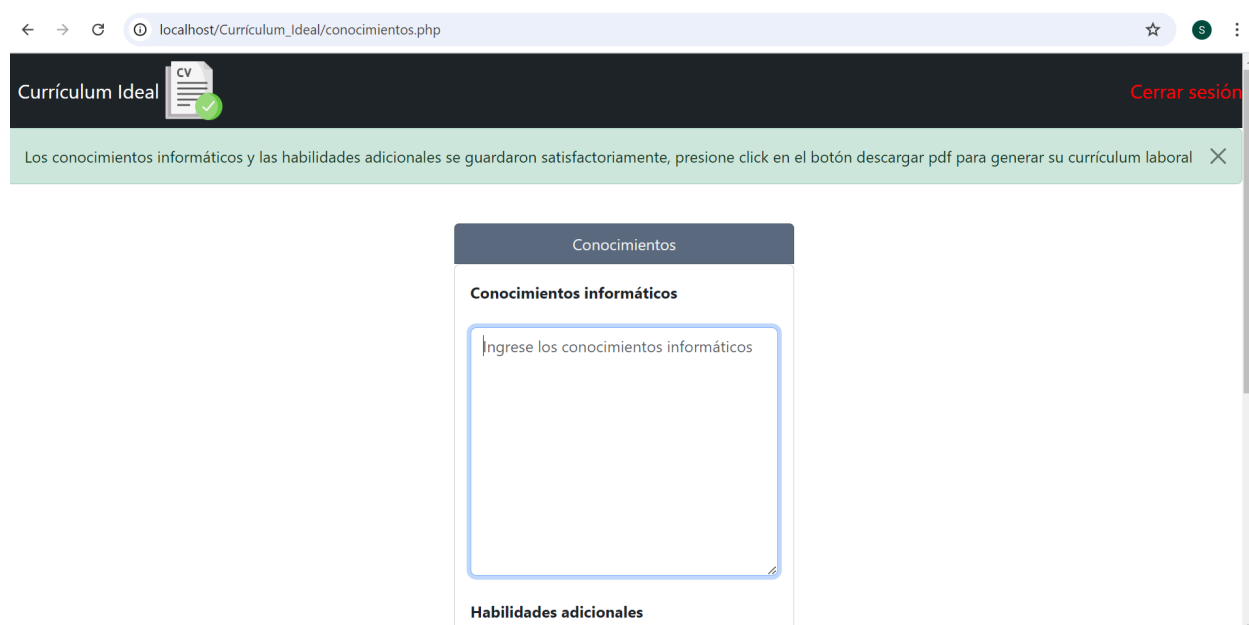 localhost/Currículum_Ideal/conocimientos.php
S
Currículum Ideal
CV
Cerrar sesión
Los conocimientos informáticos y las habilidades adicionales se guardaron satisfactoriamente, presione click en el botón descargar pdf para generar su currículum laboral
Conocimientos
Conocimientos informáticos
Ingrese los conocimientos informáticos
Habilidades adicionales